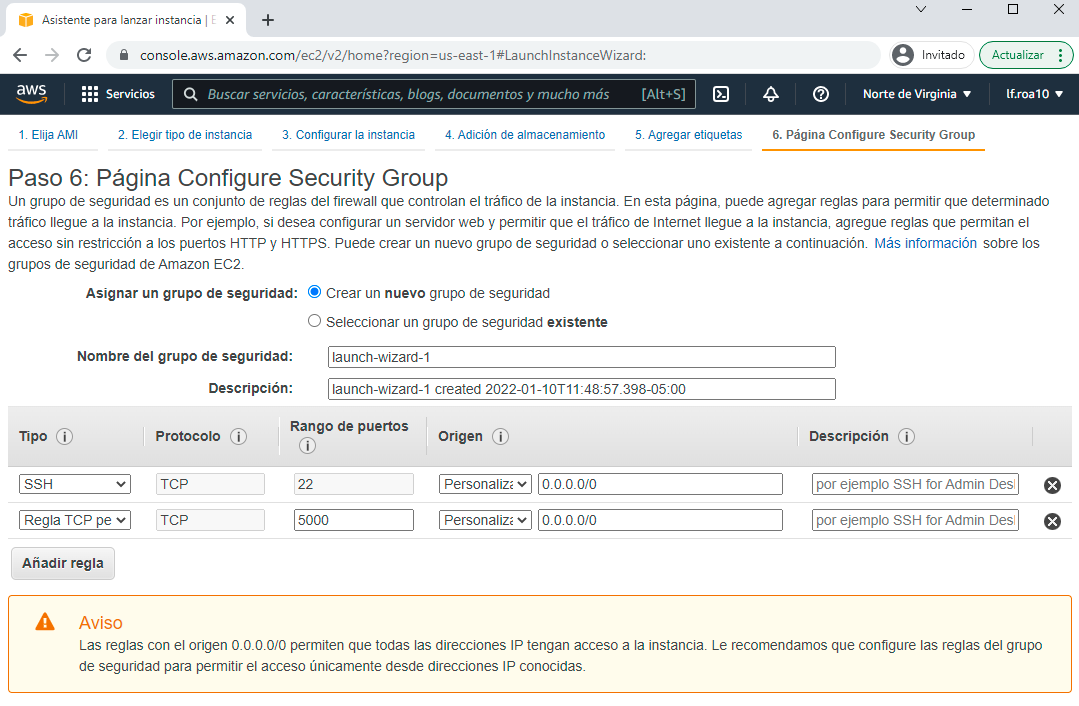 Asistente para lanzar instancia | E
console.aws.amazon.com/ec2/v2/home?region=us-east-1#LaunchInstanceWizard:
Invitado
Actualizar
aws
Servicios
Buscar servicios, características, blogs, documentos y mucho más
[Alt+S]
Norte de Virginia
lf.roa10
1. Elija AMI
2. Elegir tipo de instancia
3. Configurar la instancia
4. Adición de almacenamiento
5. Agregar etiquetas
6. Página Configure Security Group
Paso 6: Página Configure Security Group
Un grupo de seguridad es un conjunto de reglas del firewall que controlan el tráfico de la instancia. En esta página, puede agregar reglas para permitir que determinado
tráfico llegue a la instancia. Por ejemplo, si desea configurar un servidor web y permitir que el tráfico de Internet llegue a la instancia, agregue reglas que permitan el
acceso sin restricción a los puertos HTTP y HTTPS. Puede crear un nuevo grupo de seguridad o seleccionar uno existente a continuación. Más información sobre los
grupos de seguridad de Amazon EC2.
Asignar un grupo de seguridad: Crear un nuevo grupo de seguridad
Seleccionar un grupo de seguridad existente
Nombre del grupo de seguridad: launch-wizard-1
Descripción: launch-wizard-1 created 2022-01-10T11:48:57.398-05:00
Tipo i Protocolo i Rango de puertos i Origen i Descripción i
SSH TCP 22 Personaliza 0.0.0.0/0 por ejemplo SSH for Admin Des
Regla TCP pe TCP 5000 Personaliza 0.0.0.0/0 por ejemplo SSH for Admin Des
Añadir regla
Aviso
Las reglas con el origen 0.0.0.0/0 permiten que todas las direcciones IP tengan acceso a la instancia. Le recomendamos que configure las reglas del grupo
de seguridad para permitir el acceso únicamente desde direcciones IP conocidas.